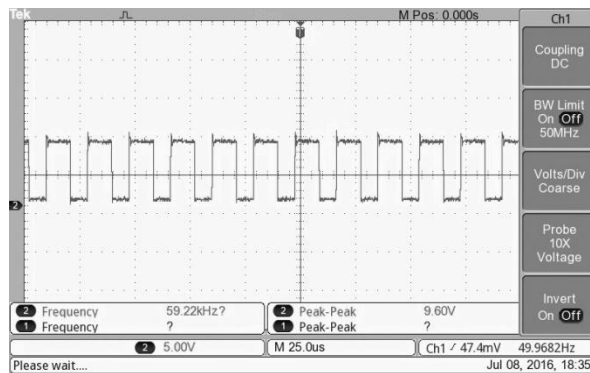 Tek
M Pos: 0.000s
Ch1
T
Coupling
DC
BW Limit
On Off
50MHz
Volts/Div
Coarse
Probe
10X
Voltage
Invert
On Off
2
2 Frequency 59.22kHz?
1 Frequency ?
2 Peak-Peak 9.60V
1 Peak-Peak ?
2 5.00V
M 25.0us
Ch1 / 47.4mV 49.9682Hz
Please wait....
Jul 08, 2016, 18:35